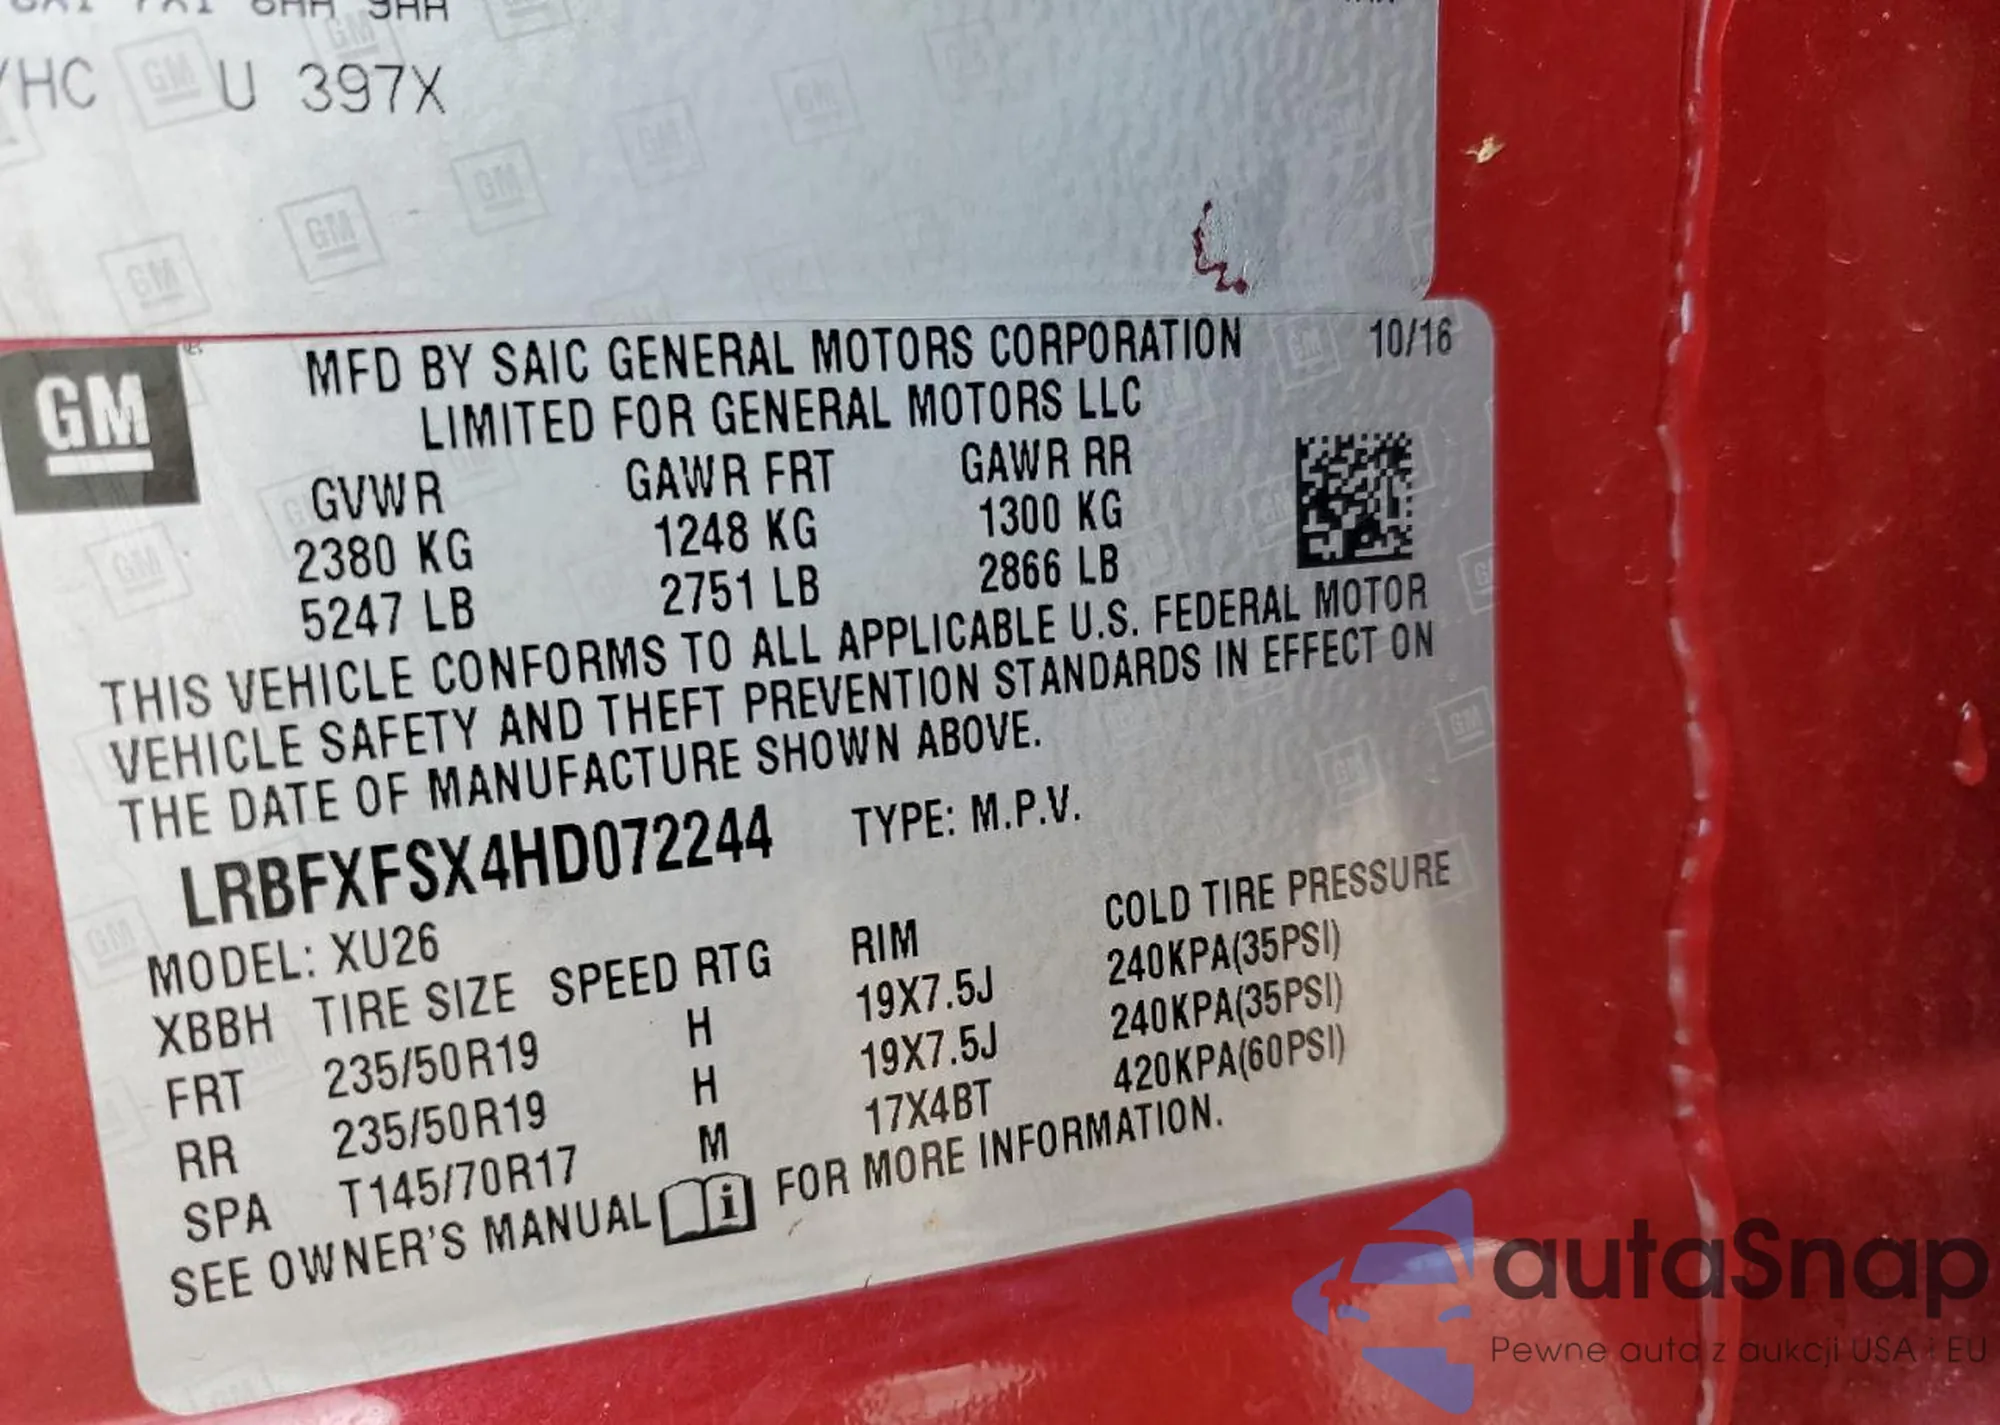 /HC U 397X
GM
MFD BY SAIC GENERAL MOTORS CORPORATION 10/16
LIMITED FOR GENERAL MOTORS LLC
GVWR GAWR FRT GAWR RR
2380 KG 1248 KG 1300 KG
5247 LB 2751 LB 2866 LB
THIS VEHICLE CONFORMS TO ALL APPLICABLE U.S. FEDERAL MOTOR
VEHICLE SAFETY AND THEFT PREVENTION STANDARDS IN EFFECT ON
THE DATE OF MANUFACTURE SHOWN ABOVE.
LRBFXFSX4HD072244 TYPE: M.P.V.
MODEL: XU26
XBBH TIRE SIZE SPEED RTG RIM COLD TIRE PRESSURE
FRT 235/50R19 H 19X7.5J 240KPA(35PSI)
RR 235/50R19 H 19X7.5J 240KPA(35PSI)
SPA T145/70R17 M 17X4BT 420KPA(60PSI)
SEE OWNER'S MANUAL i FOR MORE INFORMATION.
autaSnap
Pewne auta z aukcji USA i EU